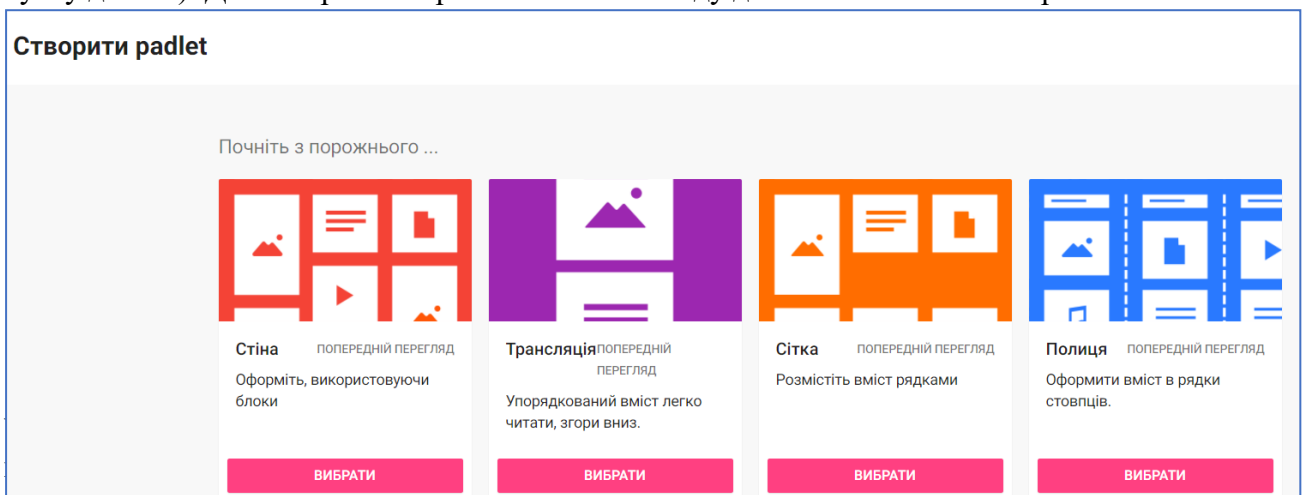 Створити padlet
Почніть з порожнього ...
Стіна ПОПЕРЕДНІЙ ПЕРЕГЛЯД
Оформіть, використовуючи
блоки
ВИБРАТИ
Трансляція ПОПЕРЕДНІЙ
ПЕРЕГЛЯД
Упорядкований вміст легко
читати, згори вниз.
ВИБРАТИ
Сітка ПОПЕРЕДНІЙ ПЕРЕГЛЯД
Розмістіть вміст рядками
ВИБРАТИ
Полиця ПОПЕРЕДНІЙ ПЕРЕГЛЯД
Оформити вміст в рядки
стовпців.
ВИБРАТИ